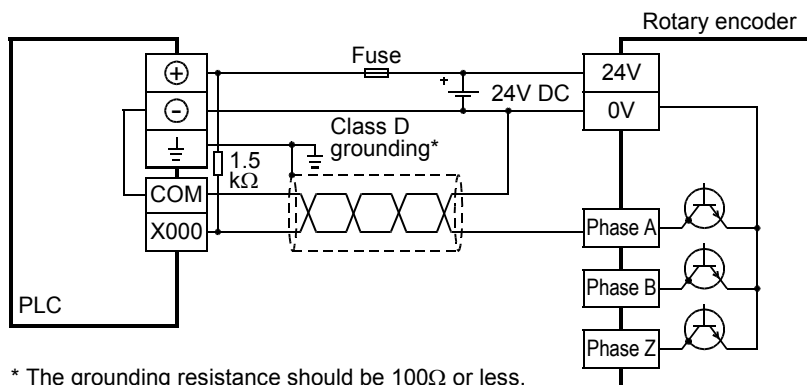 Rotary encoder
Fuse
24V
+
24V DC
0V
Class D
grounding*
1.5
kΩ
COM
X000
Phase A
Phase B
Phase Z
PLC
* The grounding resistance should be 100Ω or less.